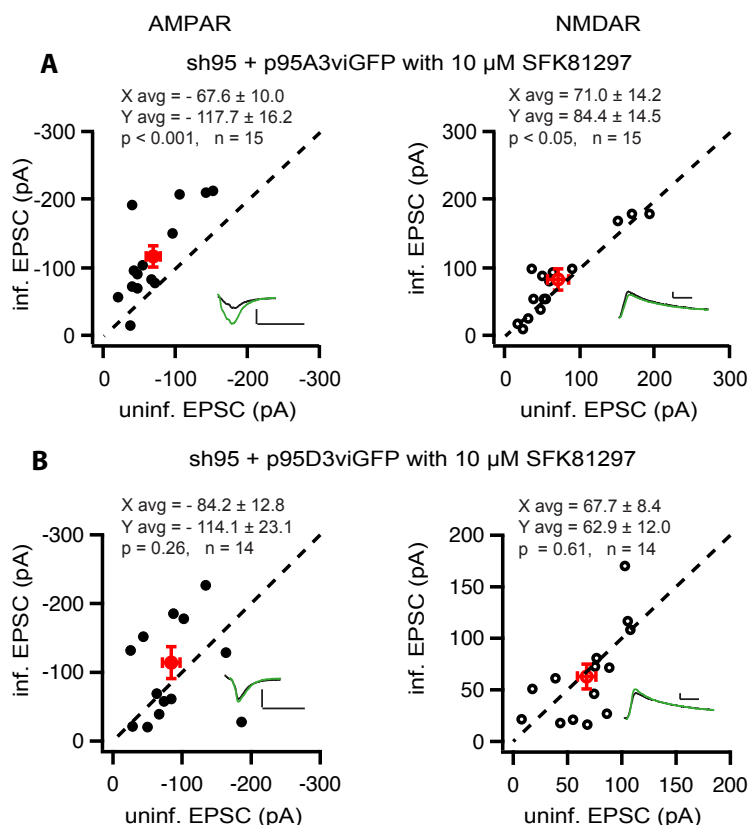 AMPAR
NMDAR
A
sh95 + p95A3viGFP with 10 µM SFK81297
X avg = - 67.6 ± 10.0
Y avg = - 117.7 ± 16.2
p < 0.001, n = 15
-300
-200
-100
0
inf. EPSC (pA)
0 -100 -200 -300
uninf. EPSC (pA)
X avg = 71.0 ± 14.2
Y avg = 84.4 ± 14.5
p < 0.05, n = 15
300
200
100
0
inf. EPSC (pA)
0 100 200 300
uninf. EPSC (pA)
B
sh95 + p95D3viGFP with 10 µM SFK81297
X avg = - 84.2 ± 12.8
Y avg = - 114.1 ± 23.1
p = 0.26, n = 14
-300
-200
-100
0
inf. EPSC (pA)
0 -100 -200 -300
uninf. EPSC (pA)
X avg = 67.7 ± 8.4
Y avg = 62.9 ± 12.0
p = 0.61, n = 14
200
150
100
50
0
inf. EPSC (pA)
0 50 100 150 200
uninf. EPSC (pA)